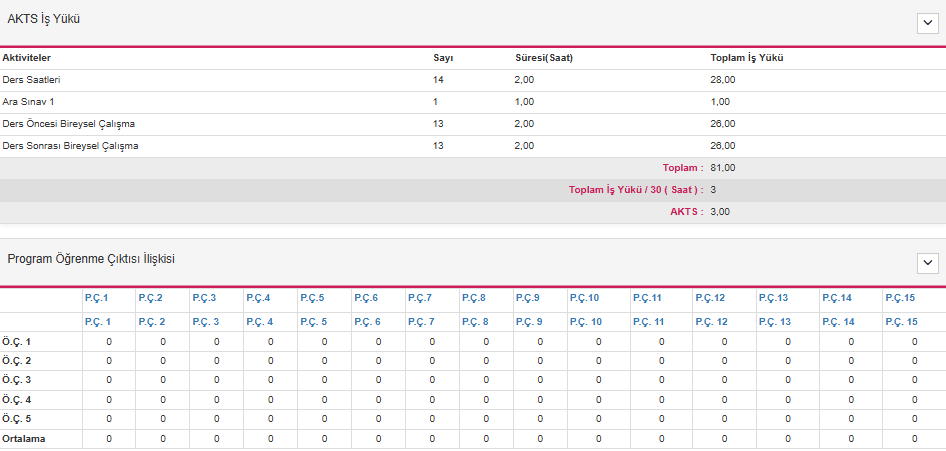 AKTS İş Yükü
Aktiviteler Sayı Süresi(Saat) Toplam İş Yükü
Ders Saatleri 14 2,00 28,00
Ara Sınav 1 1 1,00 1,00
Ders Öncesi Bireysel Çalışma 13 2,00 26,00
Ders Sonrası Bireysel Çalışma 13 2,00 26,00
Toplam : 81,00
Toplam İş Yükü / 30 ( Saat ) : 3
AKTS : 3,00
Program Öğrenme Çıktısı İlişkisi
P.Ç.1 P.Ç.2 P.Ç.3 P.Ç.4 P.Ç.5 P.Ç.6 P.Ç.7 P.Ç.8 P.Ç.9 P.Ç.10 P.Ç.11 P.Ç.12 P.Ç.13 P.Ç.14 P.Ç.15
P.Ç. 1 P.Ç. 2 P.Ç. 3 P.Ç. 4 P.Ç. 5 P.Ç. 6 P.Ç. 7 P.Ç. 8 P.Ç. 9 P.Ç. 10 P.Ç. 11 P.Ç. 12 P.Ç. 13 P.Ç. 14 P.Ç. 15
Ö.Ç. 1 0 0 0 0 0 0 0 0 0 0 0 0 0 0 0
Ö.Ç. 2 0 0 0 0 0 0 0 0 0 0 0 0 0 0 0
Ö.Ç. 3 0 0 0 0 0 0 0 0 0 0 0 0 0 0 0
Ö.Ç. 4 0 0 0 0 0 0 0 0 0 0 0 0 0 0 0
Ö.Ç. 5 0 0 0 0 0 0 0 0 0 0 0 0 0 0 0
Ortalama 0 0 0 0 0 0 0 0 0 0 0 0 0 0 0